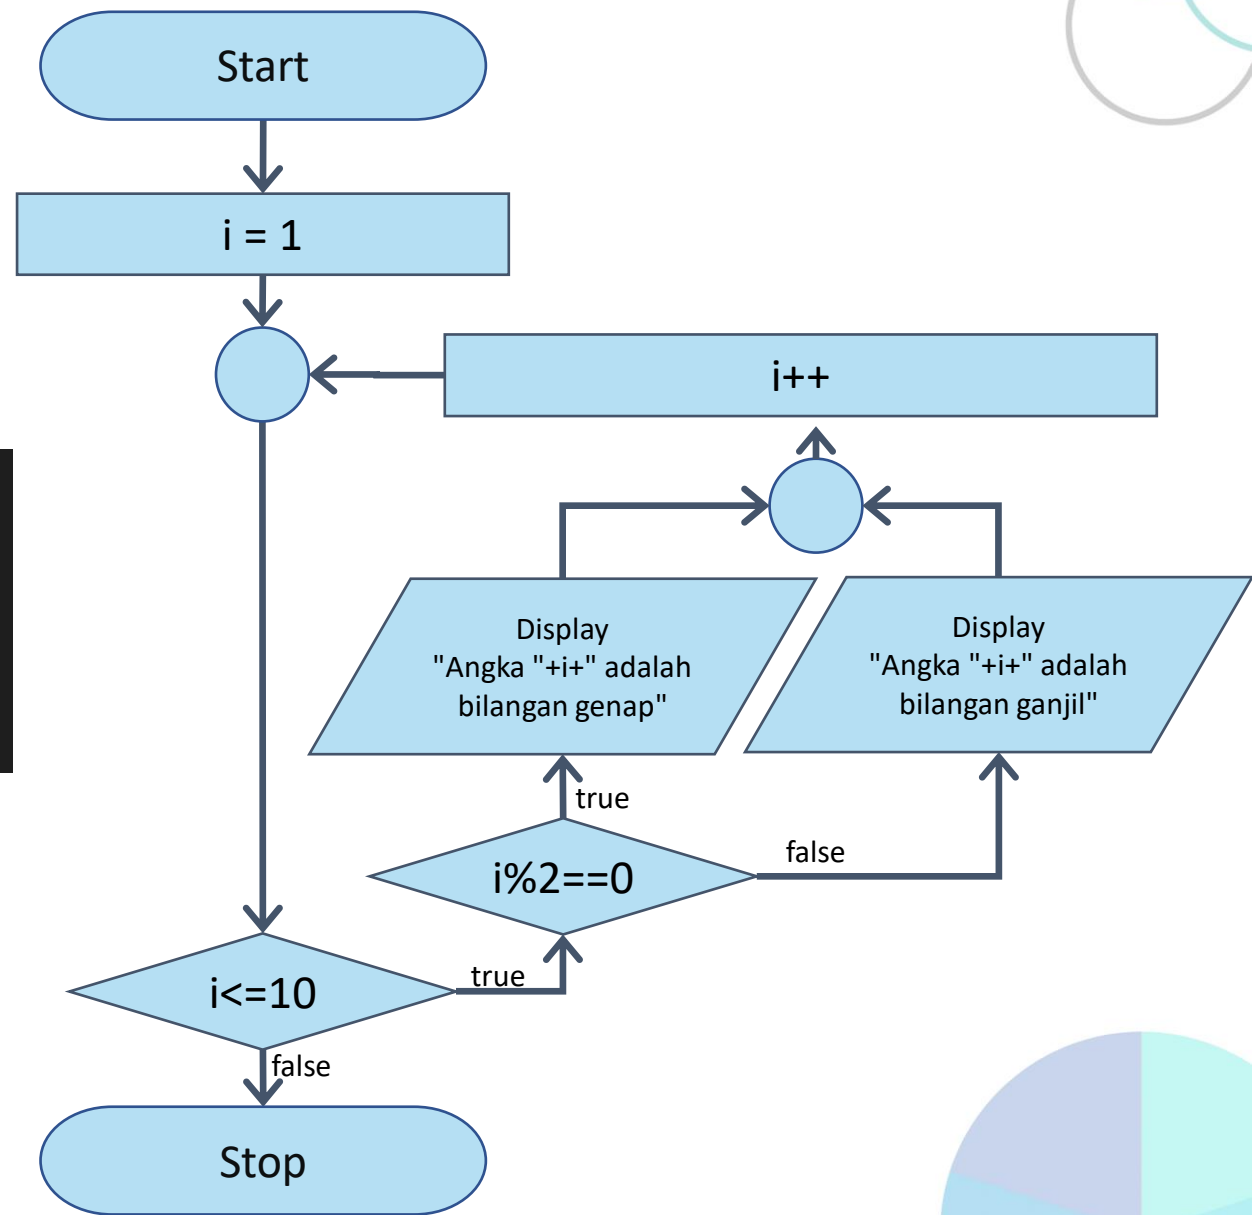 Start
i = 1
i++
Display
"Angka "+i+" adalah
bilangan genap"
Display
"Angka "+i+" adalah
bilangan ganjil"
true
i%2==0
false
i<=10
true
false
Stop